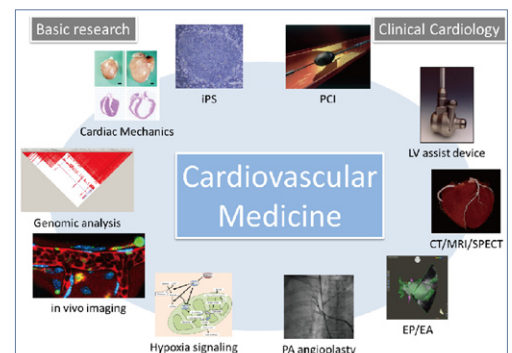 Basic research
Clinical Cardiology
iPS
PCI
Cardiac Mechanics
LV assist device
Cardiovascular
Medicine
Genomic analysis
CT/MRI/SPECT
in vivo imaging
EP/EA
Hypoxia signaling
PA angioplasty